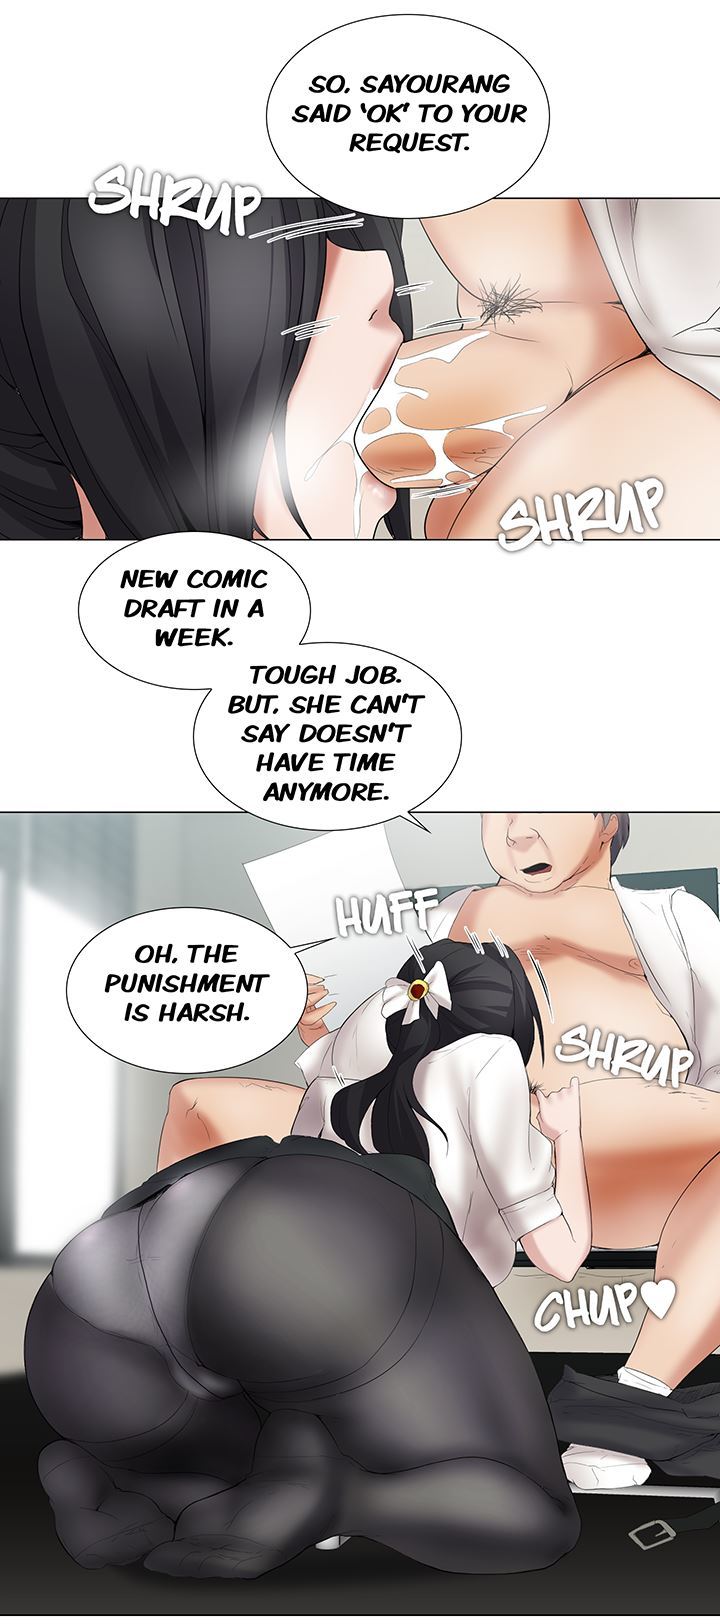 SO, SAYOURANG
SAID 'OK' TO YOUR
REQUEST.
SHRUP
SHRUP
NEW COMIC
DRAFT IN A
WEEK.
TOUGH JOB.
BUT, SHE CAN'T
SAY DOESN'T
HAVE TIME
ANYMORE.
HUFF
OH, THE
PUNISHMENT
IS HARSH.
SHRUP
CHUP♥